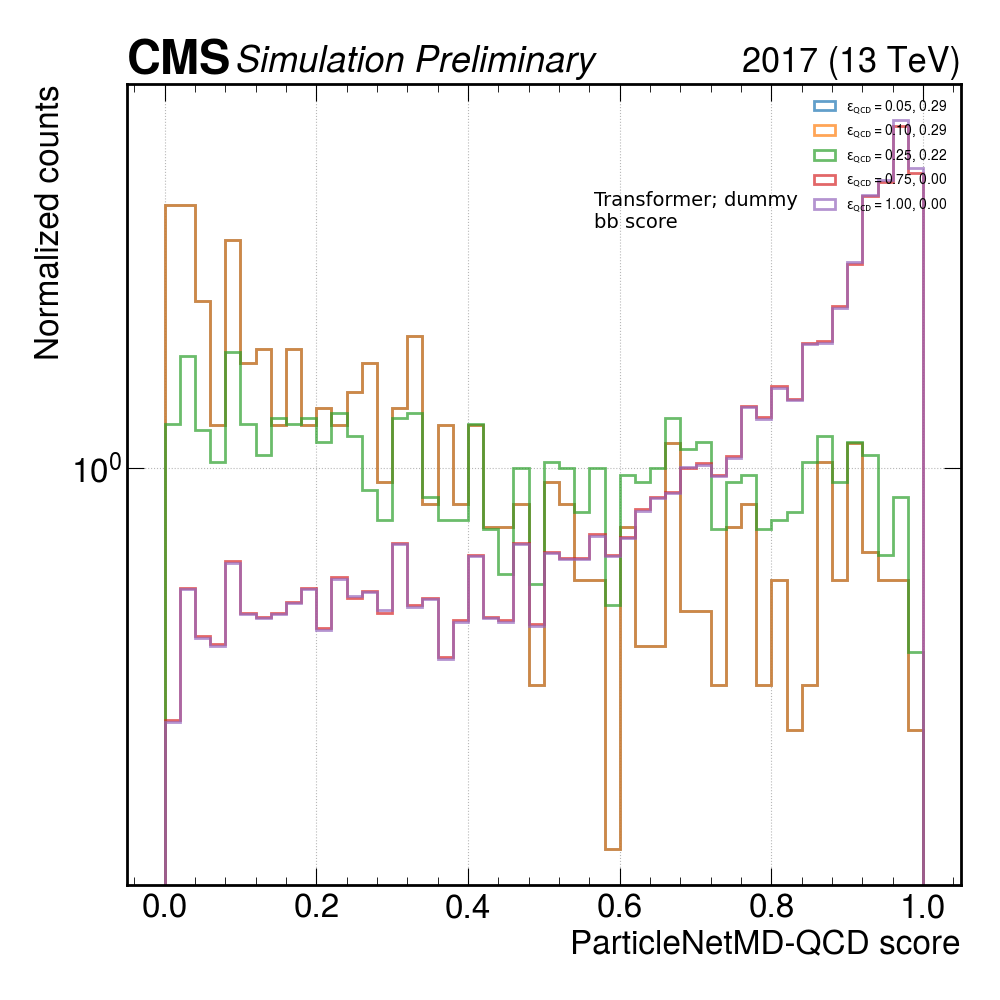 CMS Simulation Preliminary 2017 (13 TeV)
Normalized counts
ε_QCD = 0.05, 0.29
ε_QCD = 0.10, 0.29
ε_QCD = 0.25, 0.22
ε_QCD = 0.75, 0.00
ε_QCD = 1.00, 0.00
Transformer; dummy
bb score
10⁰
0.0 0.2 0.4 0.6 0.8 1.0
ParticleNetMD-QCD score